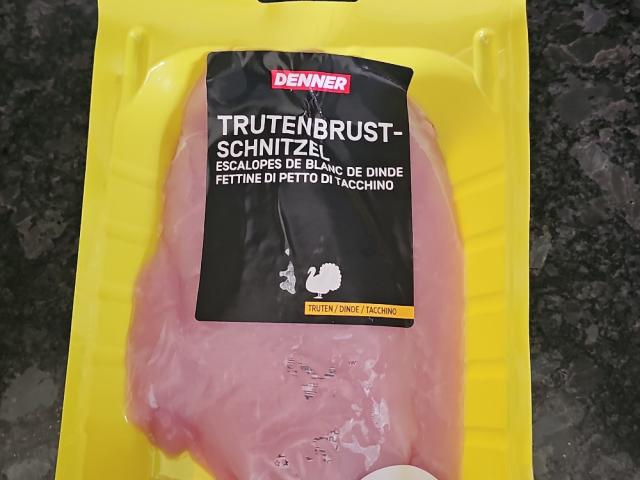 DENNER
TRUTENBRUST-
SCHNITZEL
ESCALOPES DE BLANC DE DINDE
FETTINE DI PETTO DI TACCHINO
TRUTEN / DINDE / TACCHINO